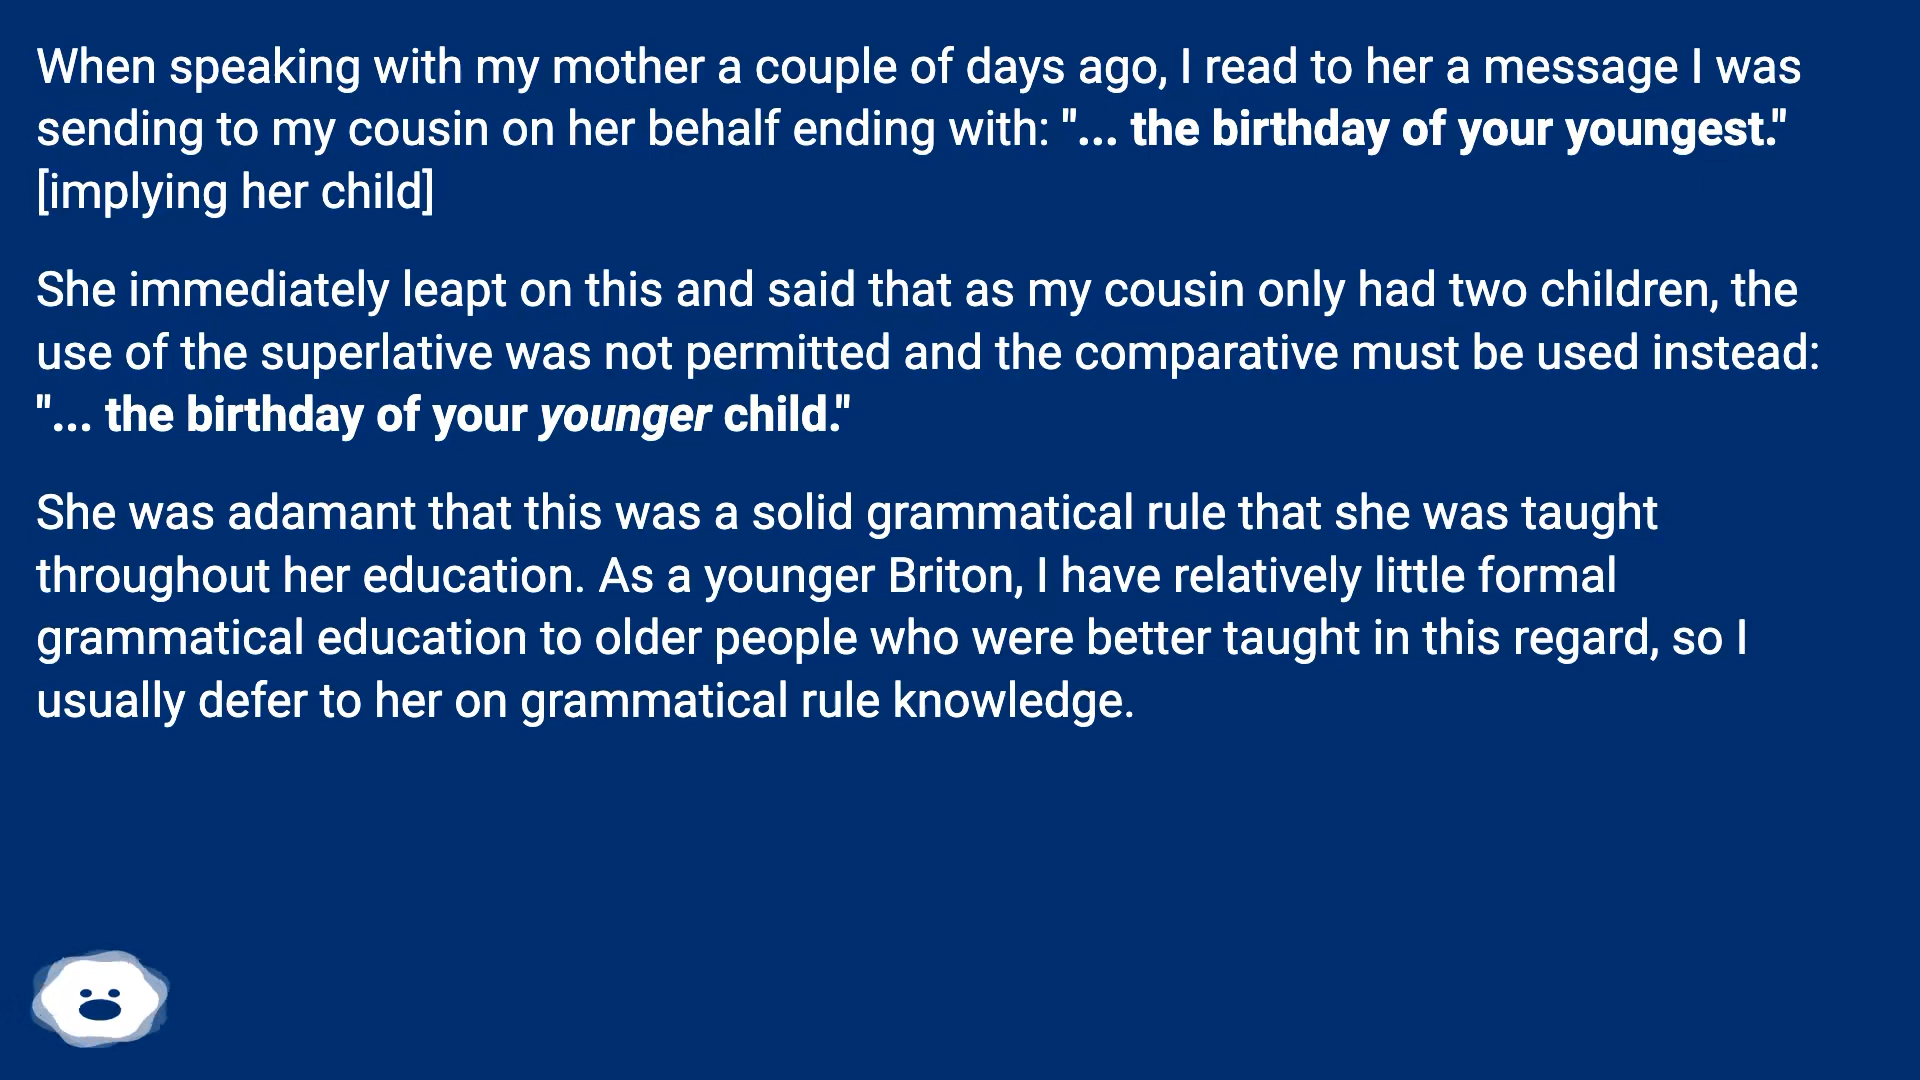 When speaking with my mother a couple of days ago, I read to her a message I was
sending to my cousin on her behalf ending with: "... the birthday of your youngest."
[implying her child]
She immediately leapt on this and said that as my cousin only had two children, the
use of the superlative was not permitted and the comparative must be used instead:
"... the birthday of your younger child."
She was adamant that this was a solid grammatical rule that she was taught
throughout her education. As a younger Briton, I have relatively little formal
grammatical education to older people who were better taught in this regard, so I
usually defer to her on grammatical rule knowledge.